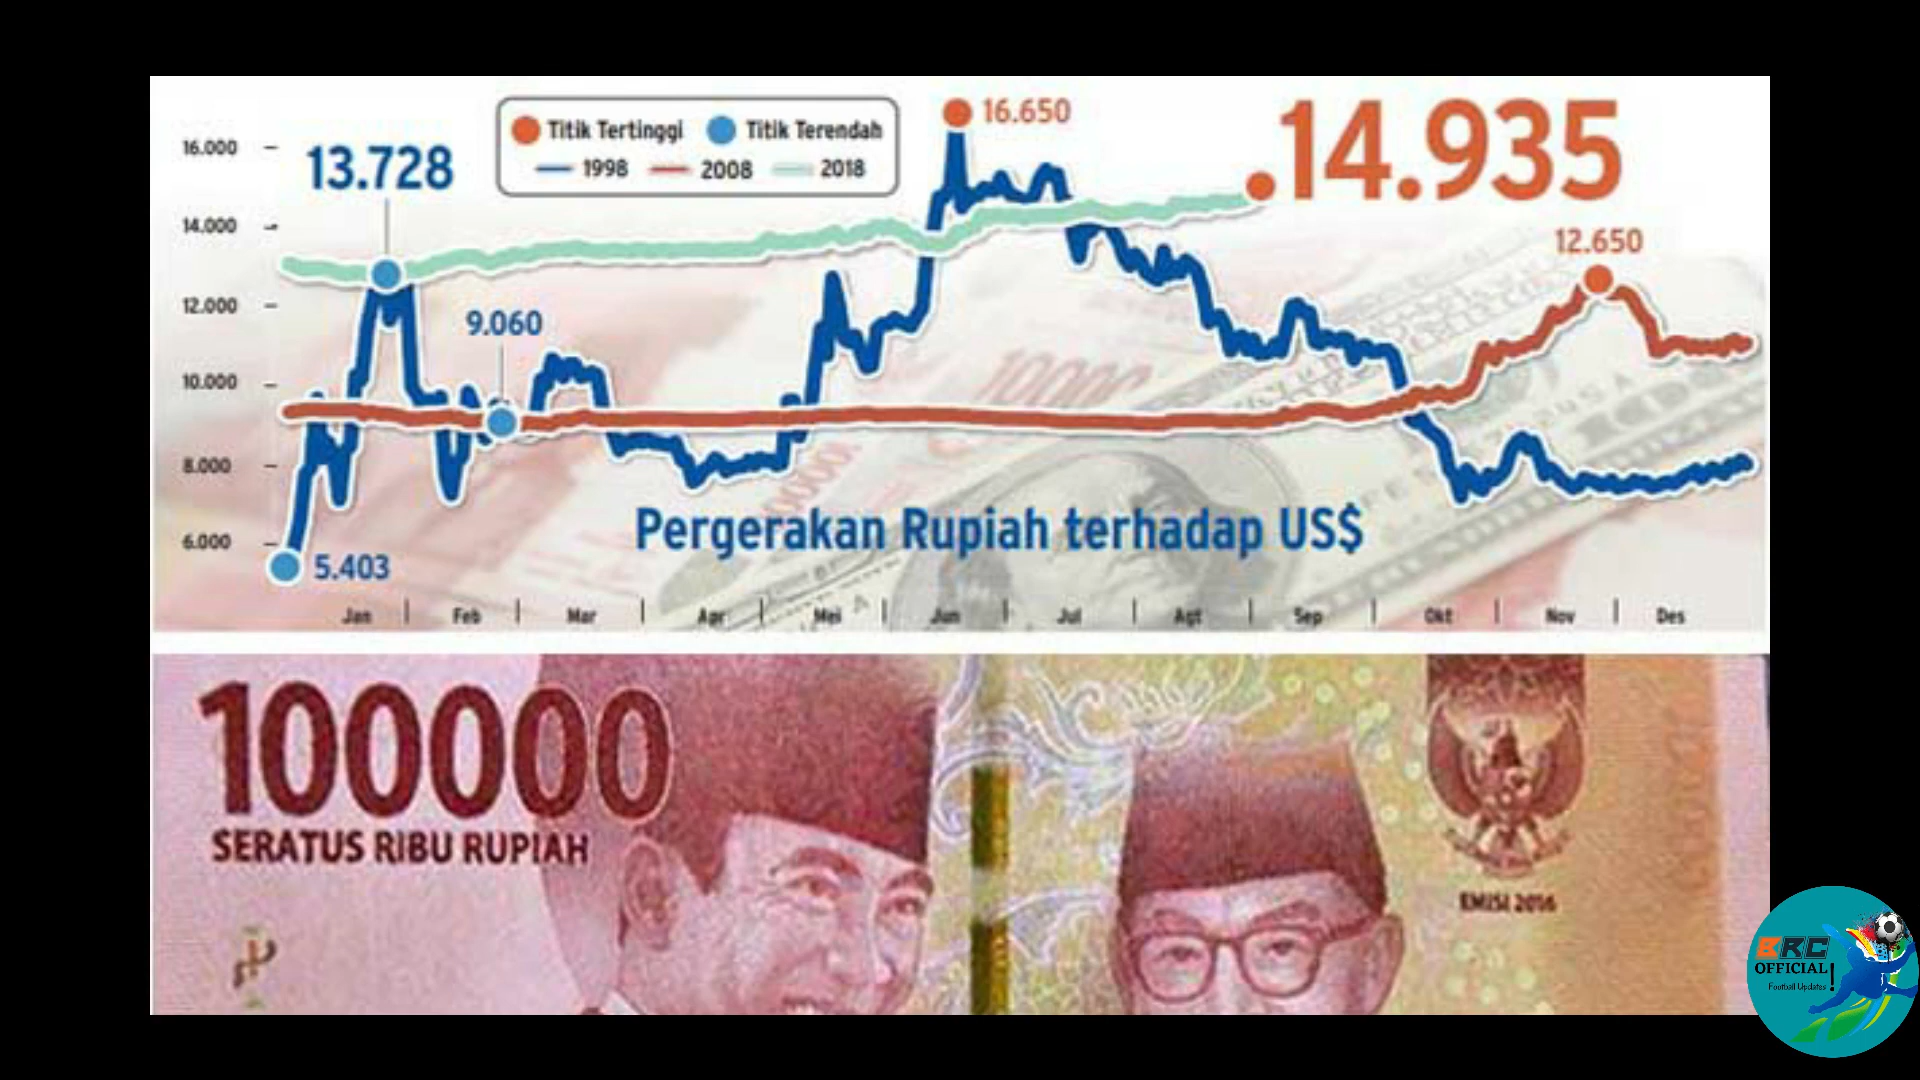 16.650
.14.935
Titik Tertinggi
Titik Terendah
1998
2008
2018
16.000
13.728
14.000
12.650
12.000
9.060
10.000
8.000
Pergerakan Rupiah terhadap US$
6.000
5.403
Jan
Feb
Mar
Apr
Mei
Jun
Jul
Agt
Sep
Okt
Nov
Des
100000
SERATUS RIBU RUPIAH
EMISI 2016
BRC
OFFICIAL!
Football Updates